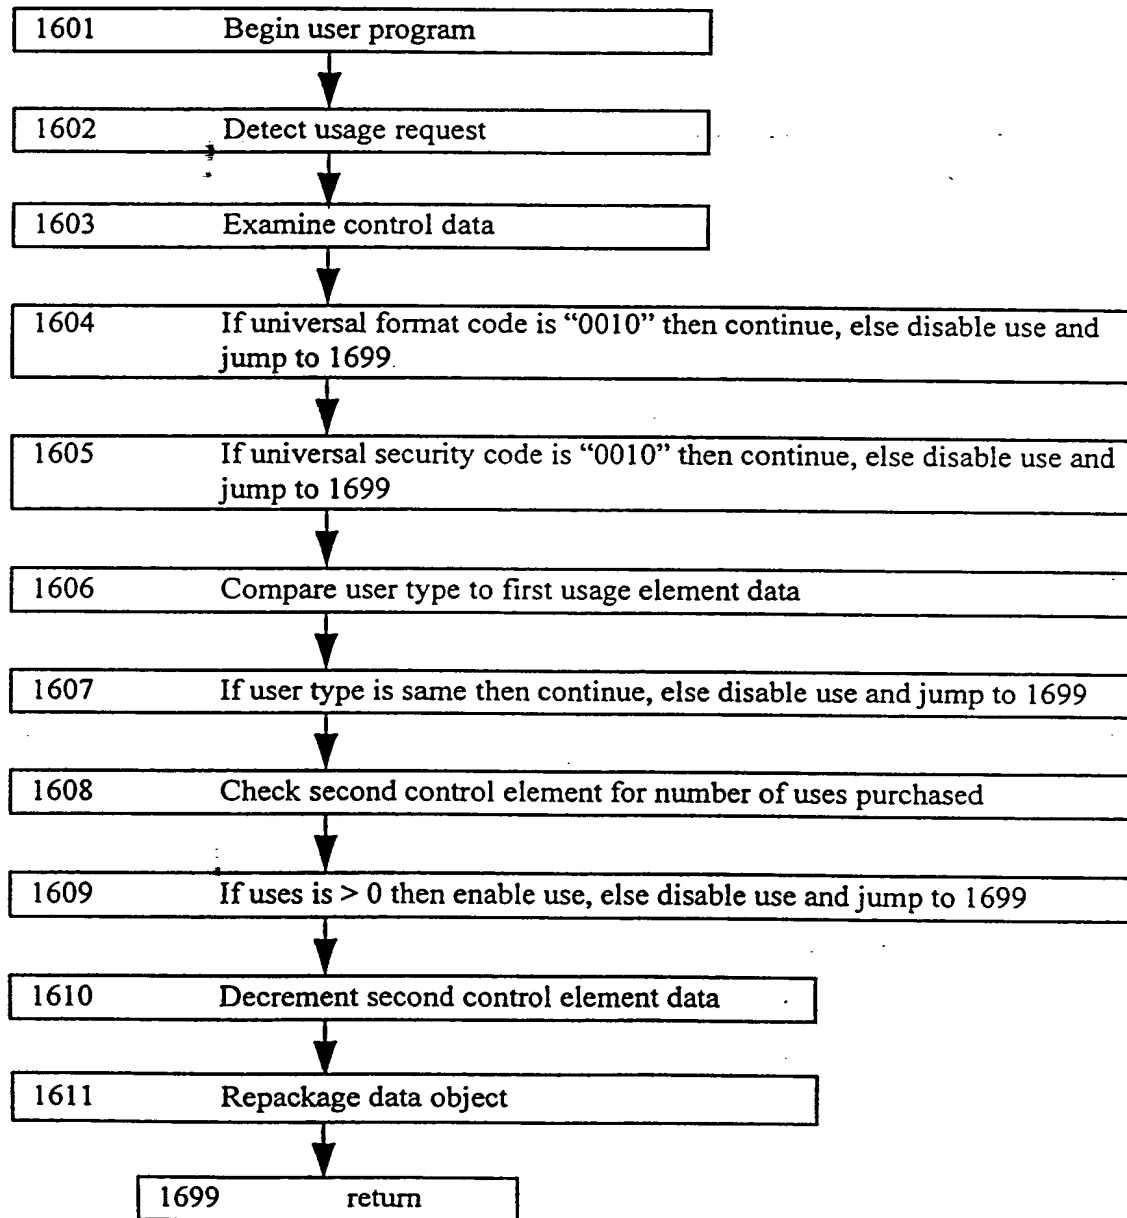 1601 Begin user program
1602 Detect usage request
1603 Examine control data
1604 If universal format code is “0010” then continue, else disable use and
jump to 1699.
1605 If universal security code is “0010” then continue, else disable use and
jump to 1699
1606 Compare user type to first usage element data
1607 If user type is same then continue, else disable use and jump to 1699
1608 Check second control element for number of uses purchased
1609 If uses is > 0 then enable use, else disable use and jump to 1699
1610 Decrement second control element data
1611 Repackage data object
1699 return